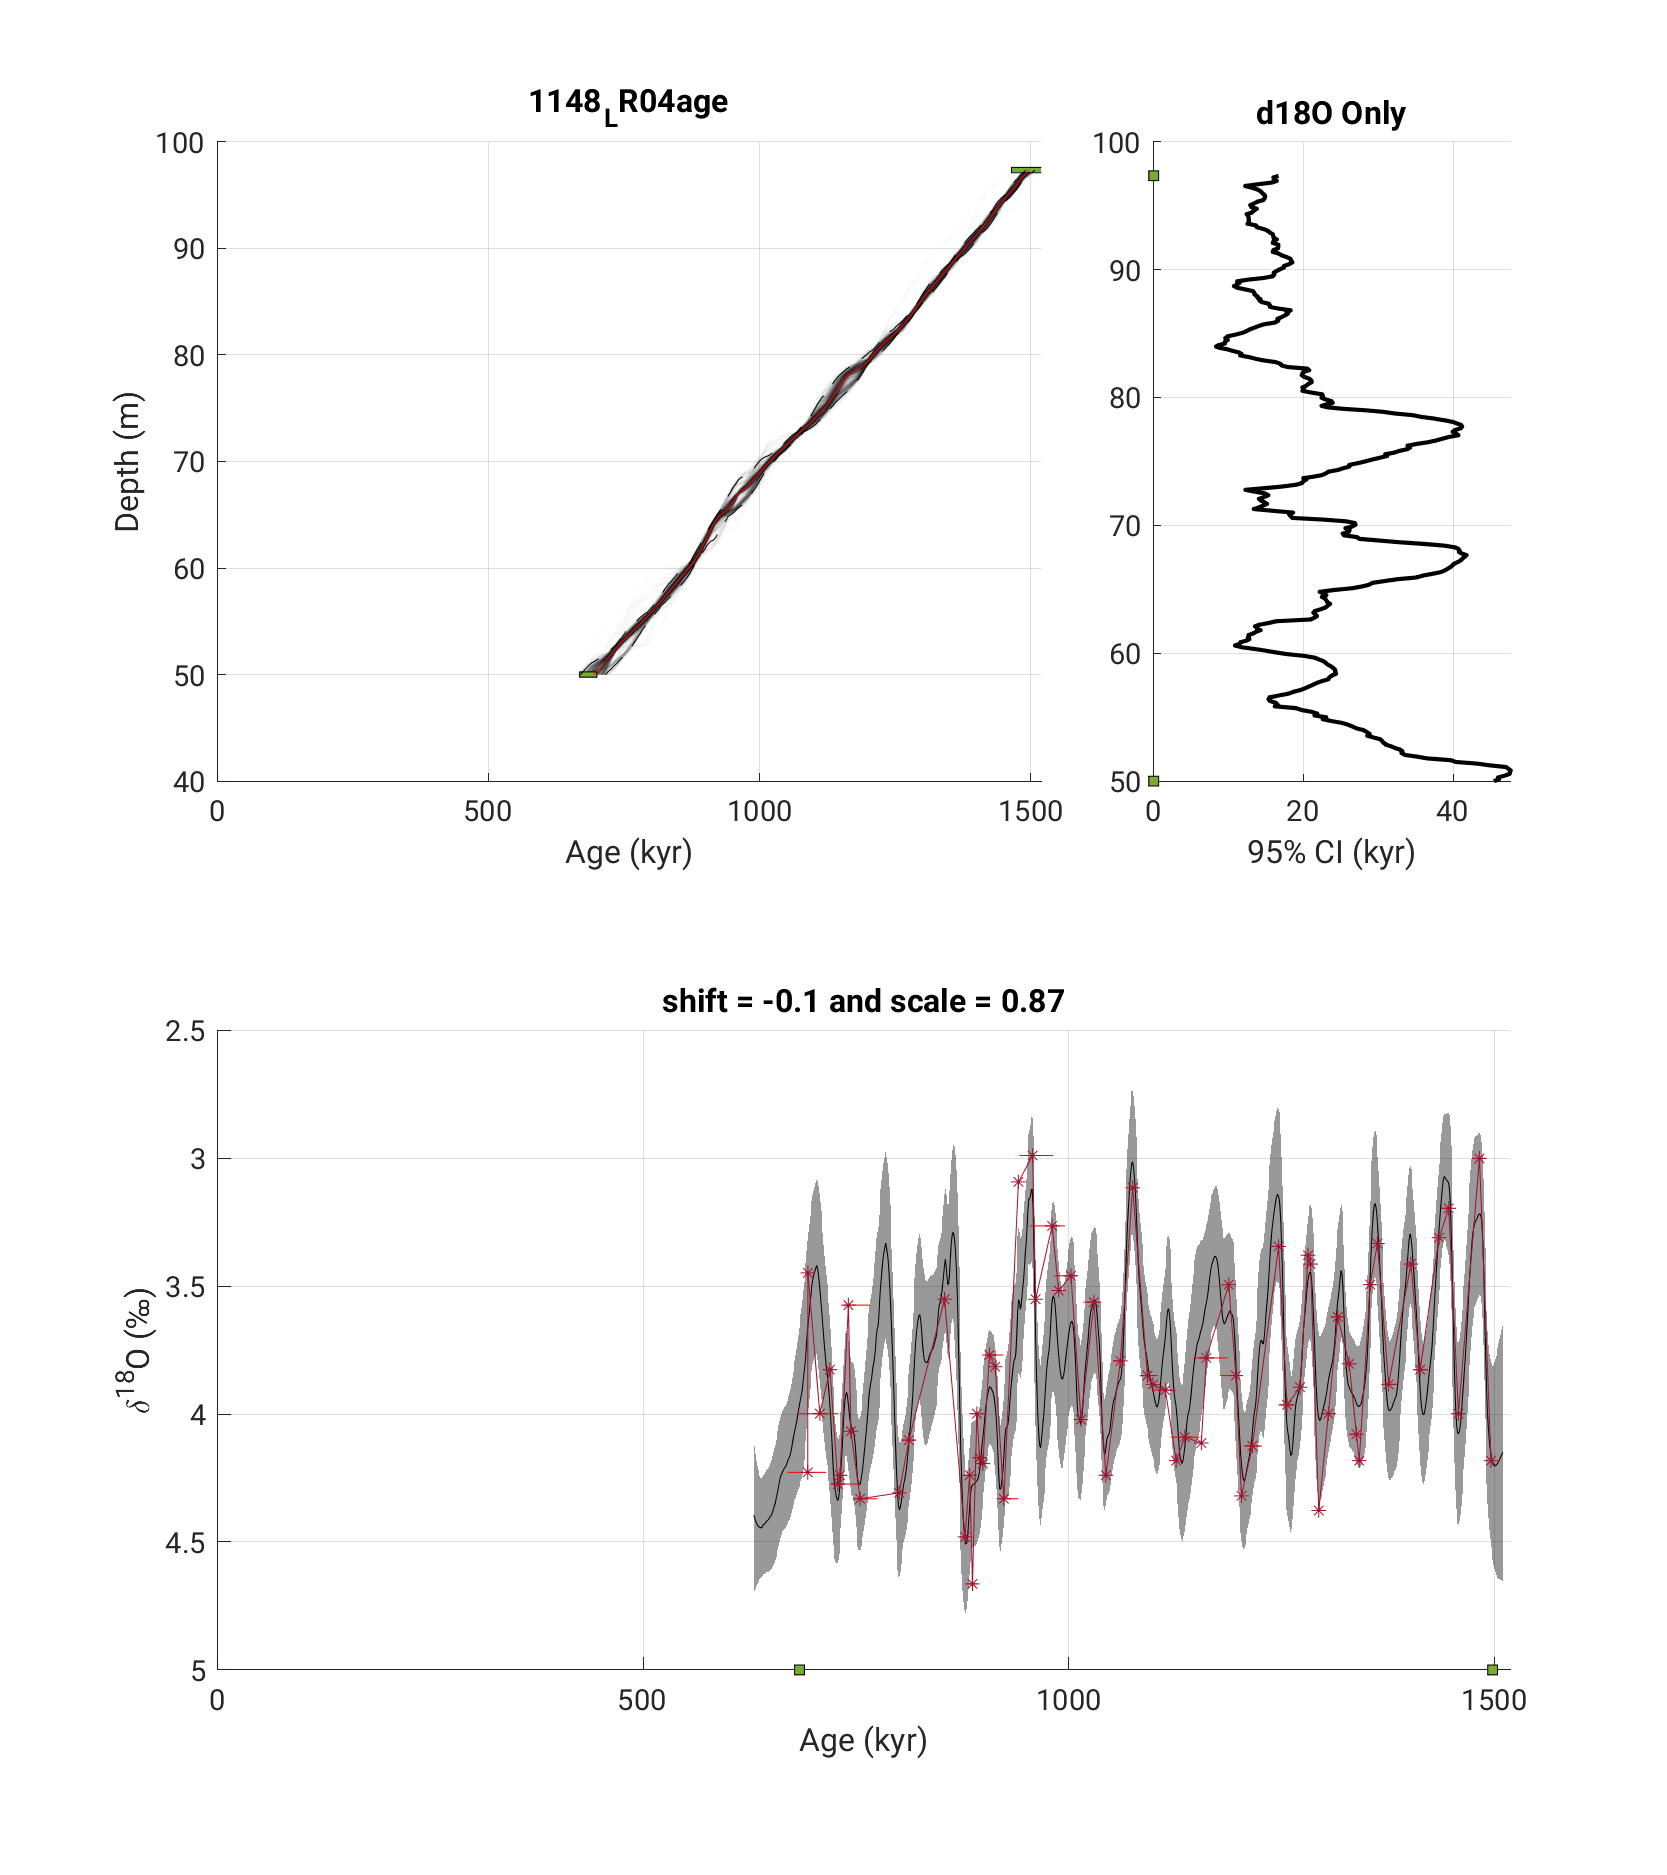 1148LR04age
d18O Only
100
90
80
70
60
50
40
Depth (m)
0 500 1000 1500
Age (kyr)
100
90
80
70
60
50
0 20 40
95% CI (kyr)
shift = -0.1 and scale = 0.87
2.5
3
3.5
4
4.5
5
δ18O (‰)
0 500 1000 1500
Age (kyr)